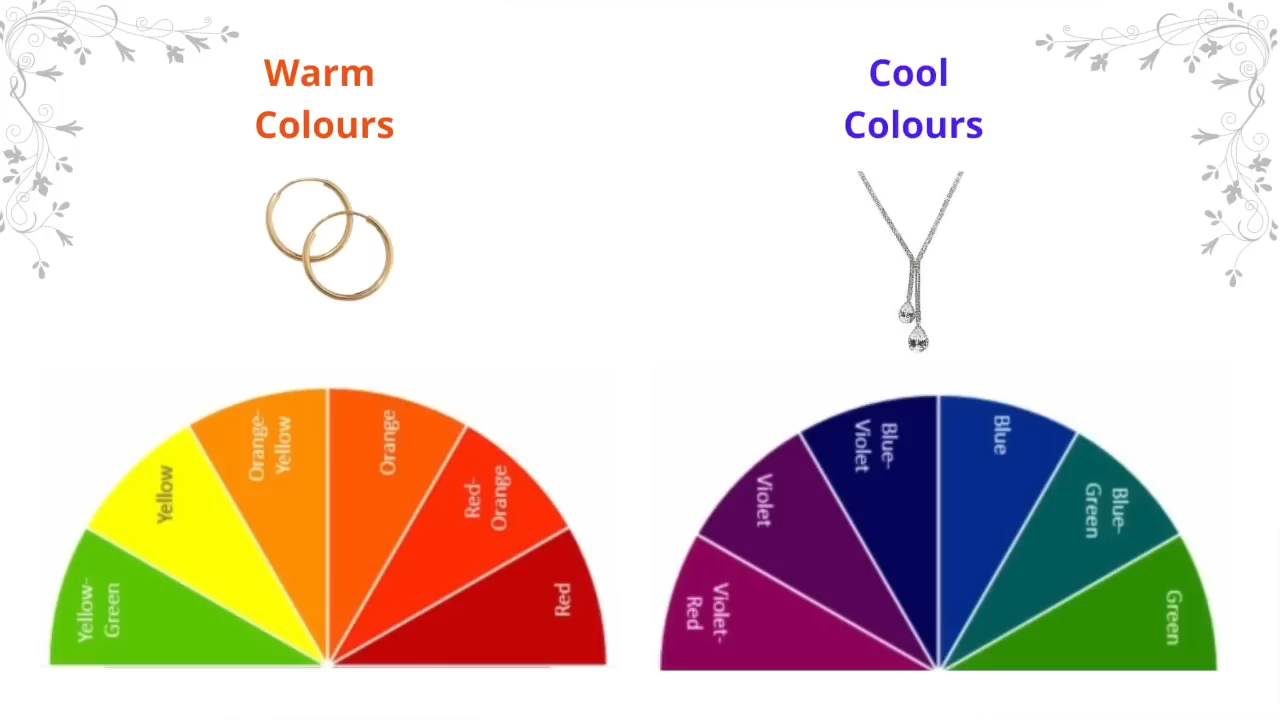 Warm
Colours
Cool
Colours
Yellow-
Green
Yellow
Orange-
Yellow
Orange
Red-
Orange
Red
Violet-
Red
Violet
Blue-
Violet
Blue
Blue-
Green
Green